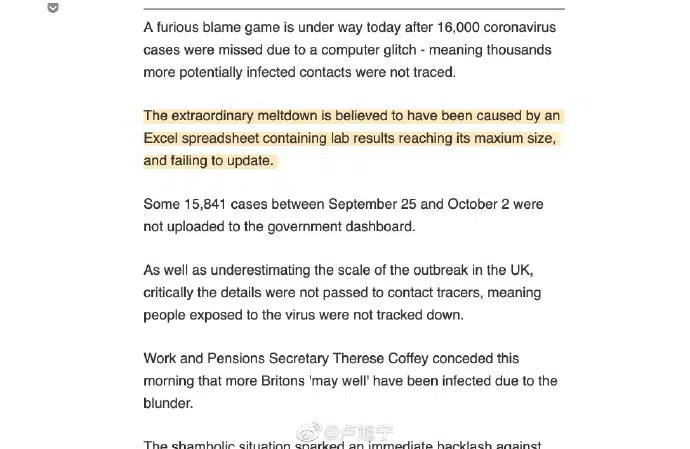 A furious blame game is under way today after 16,000 coronavirus
cases were missed due to a computer glitch - meaning thousands
more potentially infected contacts were not traced.
The extraordinary meltdown is believed to have been caused by an
Excel spreadsheet containing lab results reaching its maxium size,
and failing to update.
Some 15,841 cases between September 25 and October 2 were
not uploaded to the government dashboard.
As well as underestimating the scale of the outbreak in the UK,
critically the details were not passed to contact tracers, meaning
people exposed to the virus were not tracked down.
Work and Pensions Secretary Therese Coffey conceded this
morning that more Britons 'may well' have been infected due to the
blunder.
@卢旭宁
The shambolic situation sparked an immediate backlash against